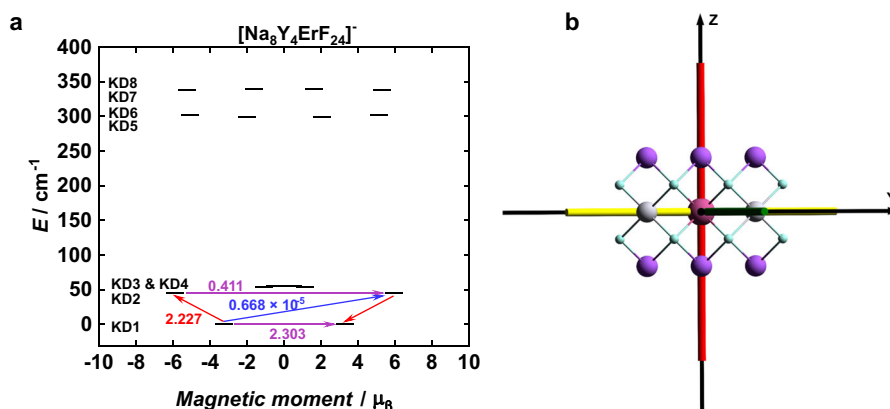 a
[Na₈Y₄ErF₂₄]⁻
b
400
350
300
250
200
150
100
50
0
E / cm⁻¹
KD8
KD7
KD6
KD5
KD3 & KD4
KD2
KD1
0.411
0.668 × 10⁻⁵
2.227
2.303
-10 -8 -6 -4 -2 0 2 4 6 8 10
Magnetic moment / μᵦ
Z